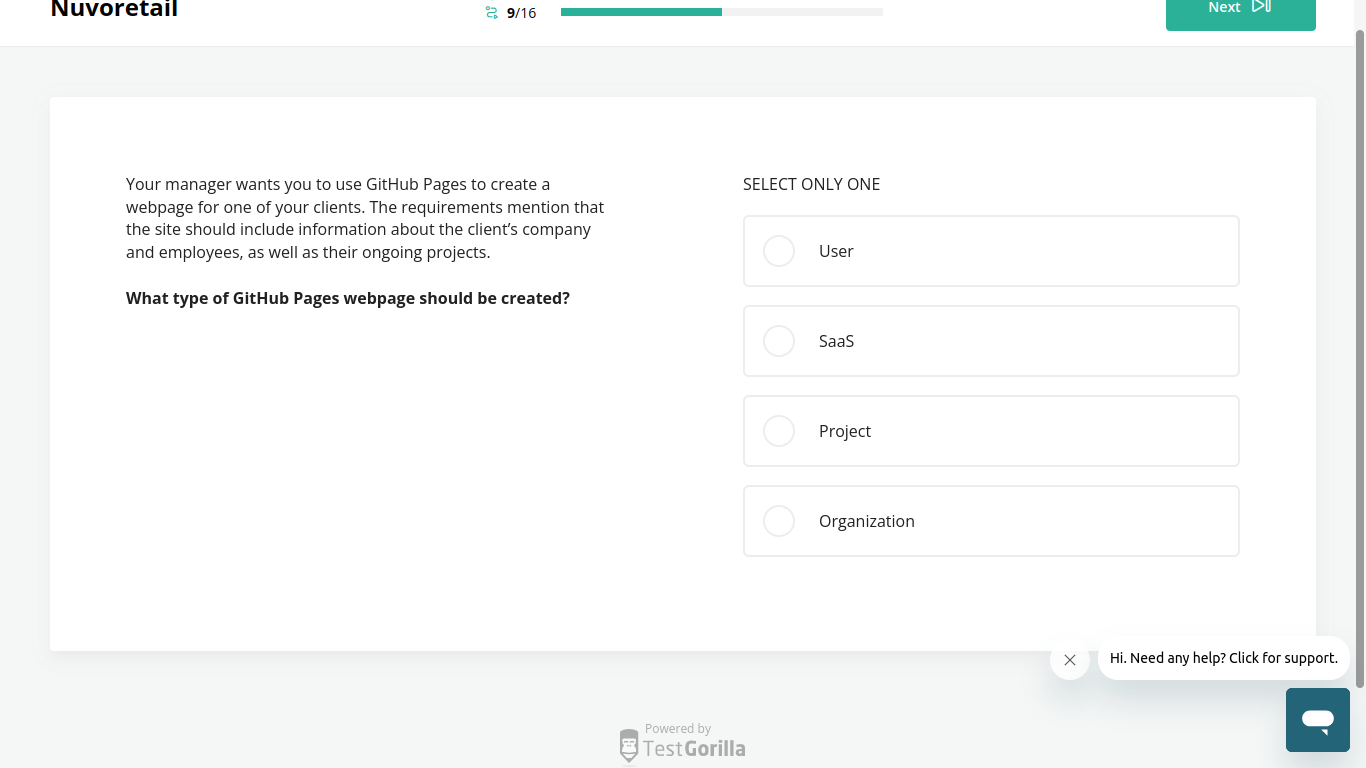 Nuvoretail
9/16
Next
Your manager wants you to use GitHub Pages to create a
webpage for one of your clients. The requirements mention that
the site should include information about the client’s company
and employees, as well as their ongoing projects.
What type of GitHub Pages webpage should be created?
SELECT ONLY ONE
User
SaaS
Project
Organization
Hi. Need any help? Click for support.
Powered by
TestGorilla